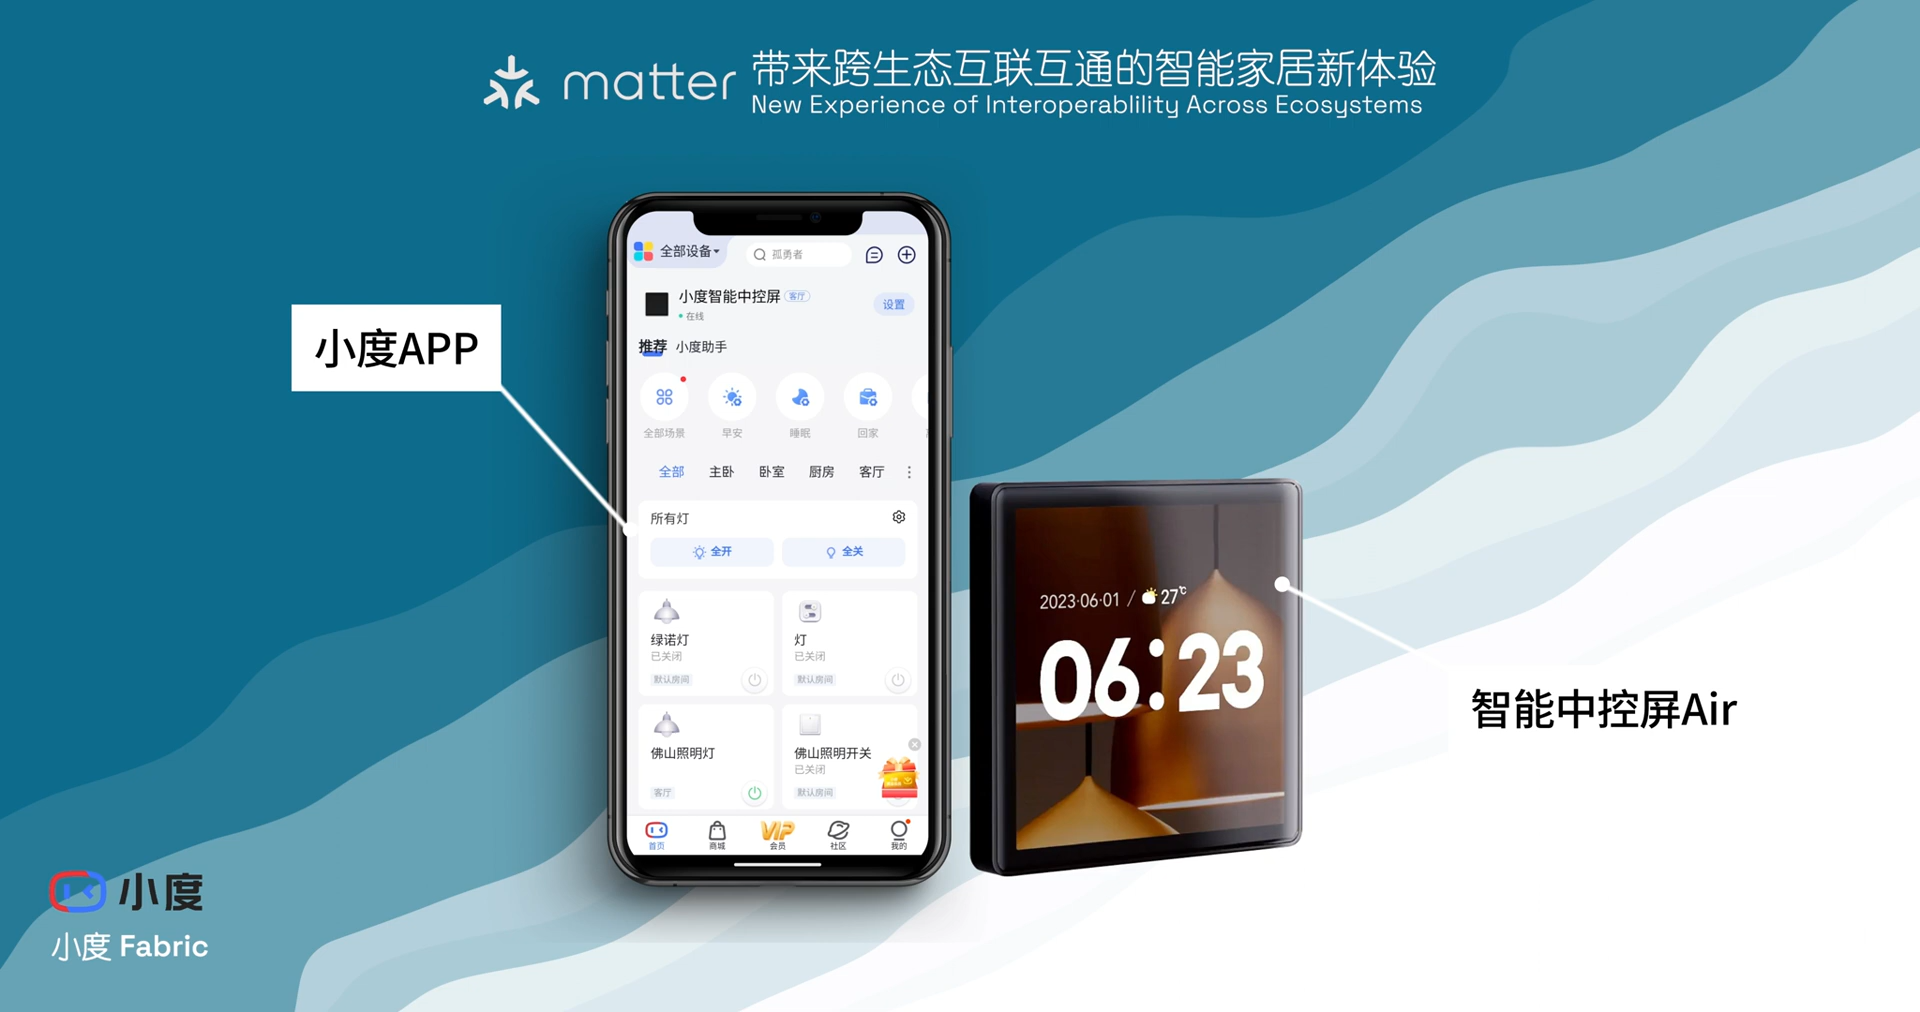 matter
带来跨生态互联互通的智能家居新体验
New Experience of Interoperablility Across Ecosystems
小度APP
全部设备
孤勇者
小度智能中控屏 客厅
在线
设置
推荐 小度助手
全部场景 早安 睡眠 回家
全部 主卧 卧室 厨房 客厅
所有灯
全开 全关
绿诺灯
已关闭
默认房间
灯
已关闭
默认房间
佛山照明灯
客厅
佛山照明开关
已关闭
默认房间
首页 商城 VIP 会员 社区 我的
2023·06·01 / 27℃
06:23
智能中控屏Air
小度
小度 Fabric